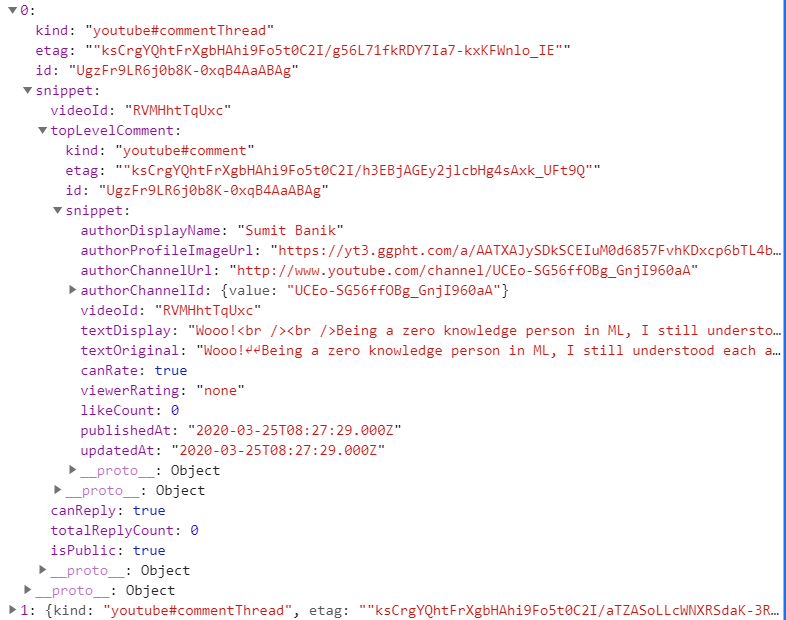 0:
kind: "youtube#commentThread"
etag: ""ksCrgYQhtFrXgbHAhi9Fo5t0C2I/g56L71fkRDY7Ia7-kxKFWnlo_IE""
id: "UgzFr9LR6j0b8K-0xqB4AaABAg"
snippet:
videoId: "RVMHhtTqUxc"
topLevelComment:
kind: "youtube#comment"
etag: ""ksCrgYQhtFrXgbHAhi9Fo5t0C2I/h3EBjAGEy2jlcbHg4sAxk_UFt9Q""
id: "UgzFr9LR6j0b8K-0xqB4AaABAg"
snippet:
authorDisplayName: "Sumit Banik"
authorProfileImageUrl: "https://yt3.ggpht.com/a/AATXAJySDkSCEIuM0d6857FvhKDxcp6bTL4b…
authorChannelUrl: "http://www.youtube.com/channel/UCEo-SG56ffOBg_GnjI960aA"
authorChannelId: {value: "UCEo-SG56ffOBg_GnjI960aA"}
videoId: "RVMHhtTqUxc"
textDisplay: "Wooo!<br /><br />Being a zero knowledge person in ML, I still understo…
textOriginal: "Wooo!↵↵Being a zero knowledge person in ML, I still understood each a…
canRate: true
viewerRating: "none"
likeCount: 0
publishedAt: "2020-03-25T08:27:29.000Z"
updatedAt: "2020-03-25T08:27:29.000Z"
__proto__: Object
__proto__: Object
canReply: true
totalReplyCount: 0
isPublic: true
__proto__: Object
__proto__: Object
1: {kind: "youtube#commentThread", etag: ""ksCrgYQhtFrXgbHAhi9Fo5t0C2I/aTZASoLLcWNXRSdaK-3R…